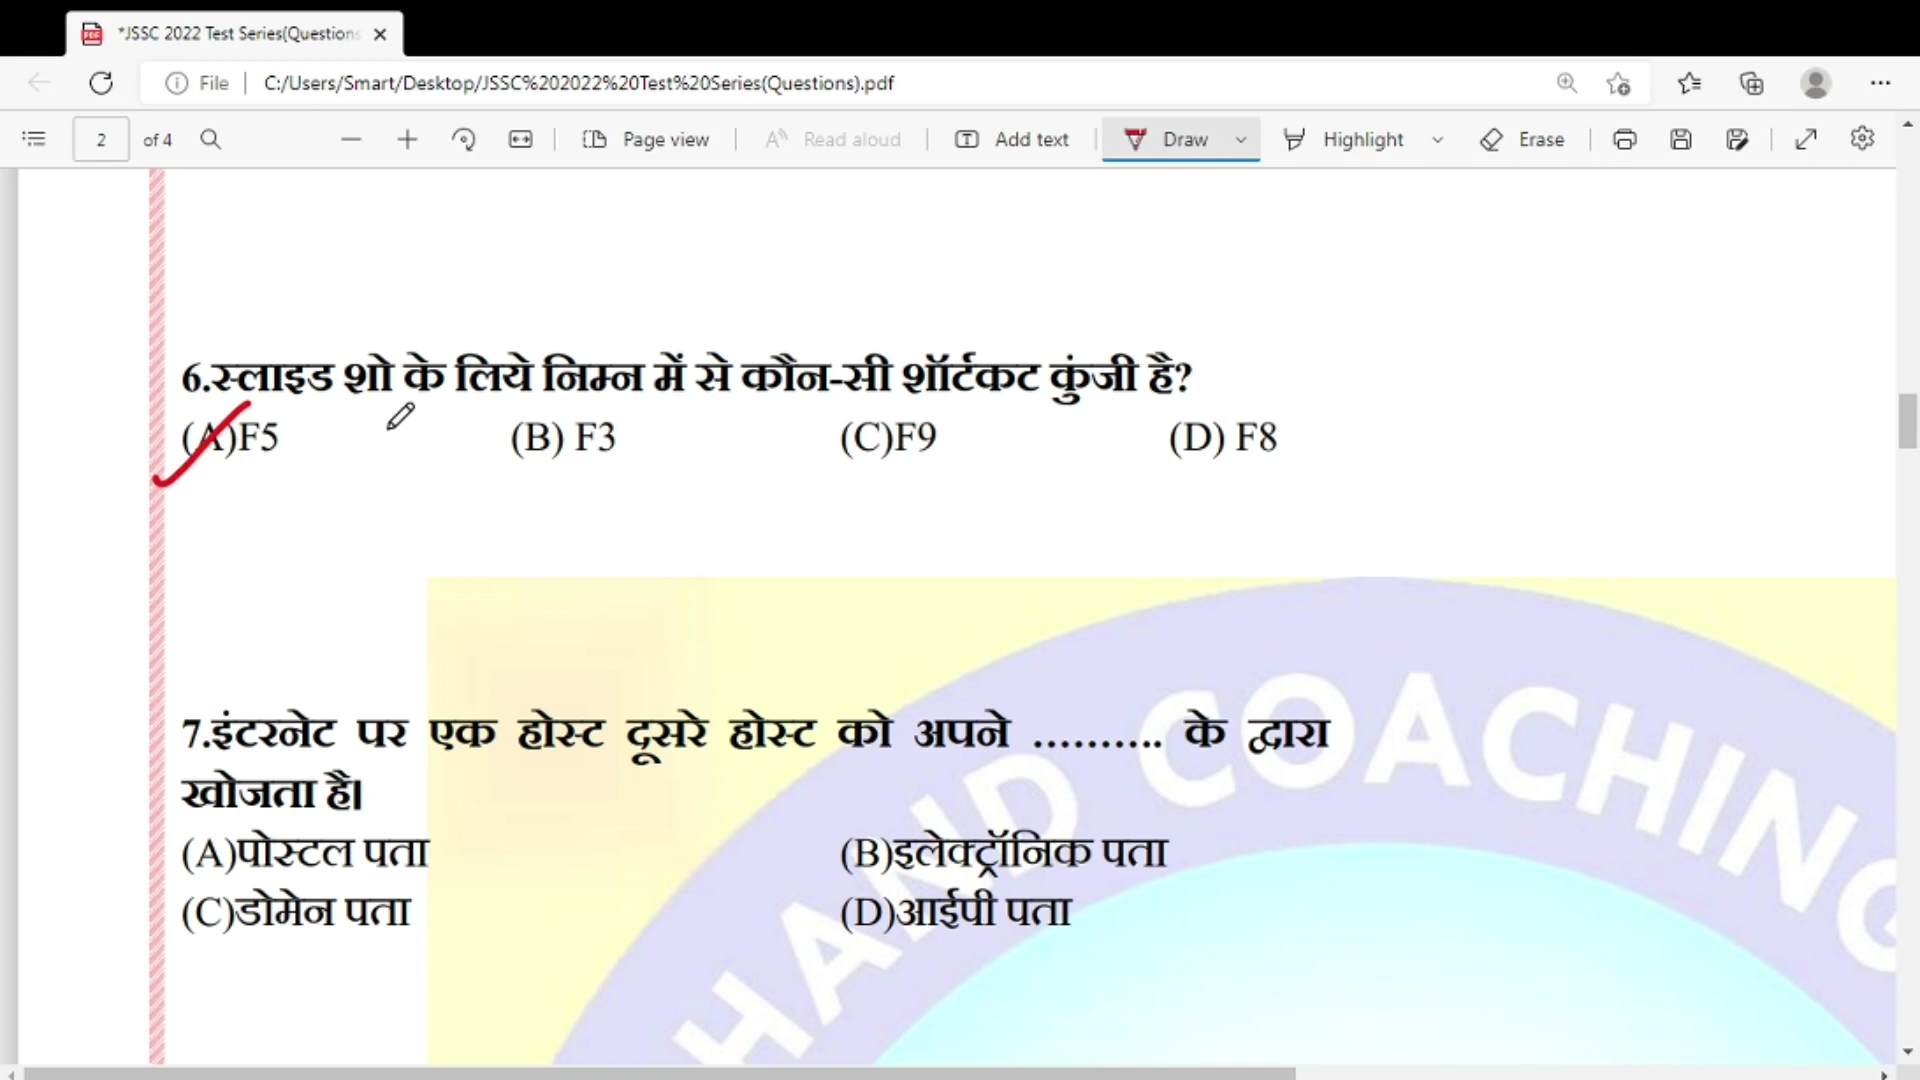 *JSSC 2022 Test Series(Questions
File C:/Users/Smart/Desktop/JSSC%202022%20Test%20Series(Questions).pdf
2 of 4 Page view Read aloud Add text Draw Highlight Erase
6.स्लाइड शो के लिये निम्न में से कौन-सी शॉर्टकट कुंजी है?
(A)F5 (B) F3 (C)F9 (D) F8
7.इंटरनेट पर एक होस्ट दूसरे होस्ट को अपने .......... के द्वारा
खोजता है।
(A)पोस्टल पता (B)इलेक्ट्रॉनिक पता
(C)डोमेन पता (D)आईपी पता
HAND COACHING